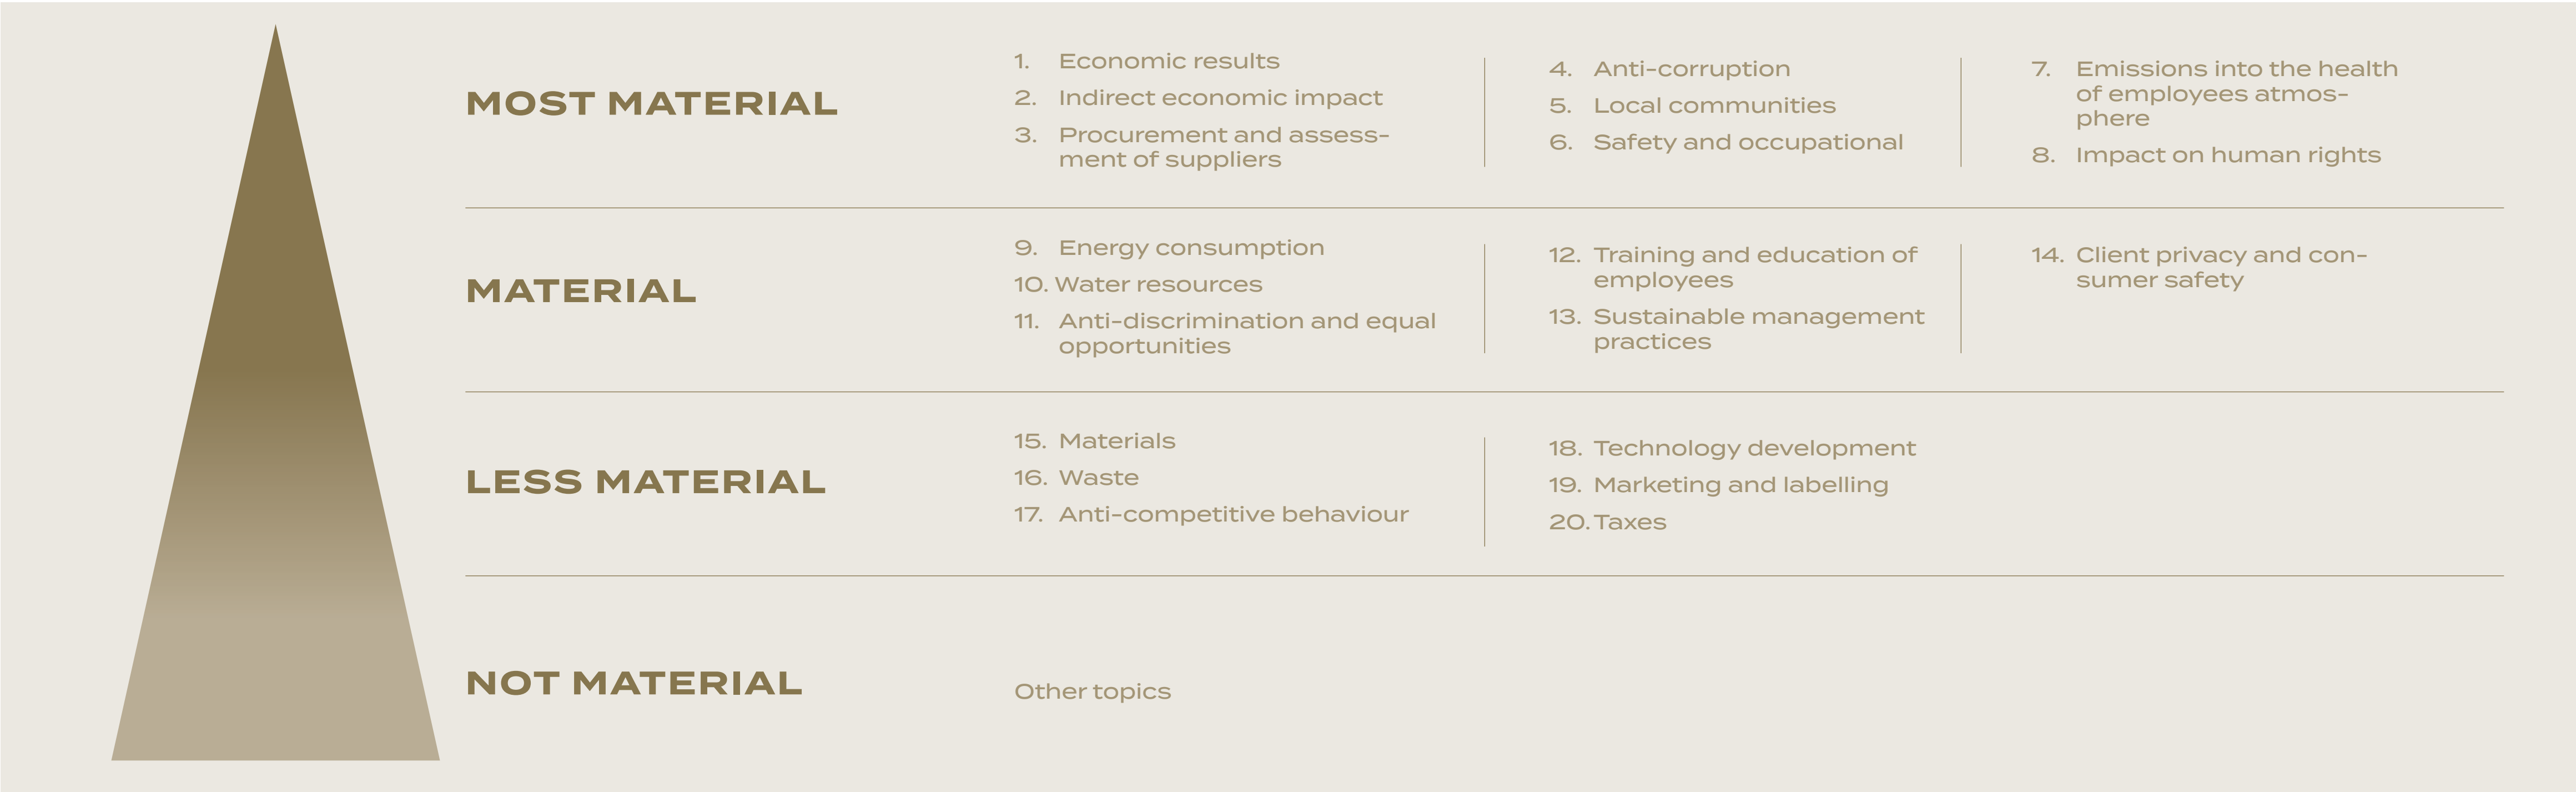 MOST MATERIAL
1. Economic results
2. Indirect economic impact
3. Procurement and assess-
ment of suppliers
4. Anti-corruption
5. Local communities
6. Safety and occupational
7. Emissions into the health
of employees atmos-
phere
8. Impact on human rights
MATERIAL
9. Energy consumption
10. Water resources
11. Anti-discrimination and equal
opportunities
12. Training and education of
employees
13. Sustainable management
practices
14. Client privacy and con-
sumer safety
LESS MATERIAL
15. Materials
16. Waste
17. Anti-competitive behaviour
18. Technology development
19. Marketing and labelling
20. Taxes
NOT MATERIAL
Other topics